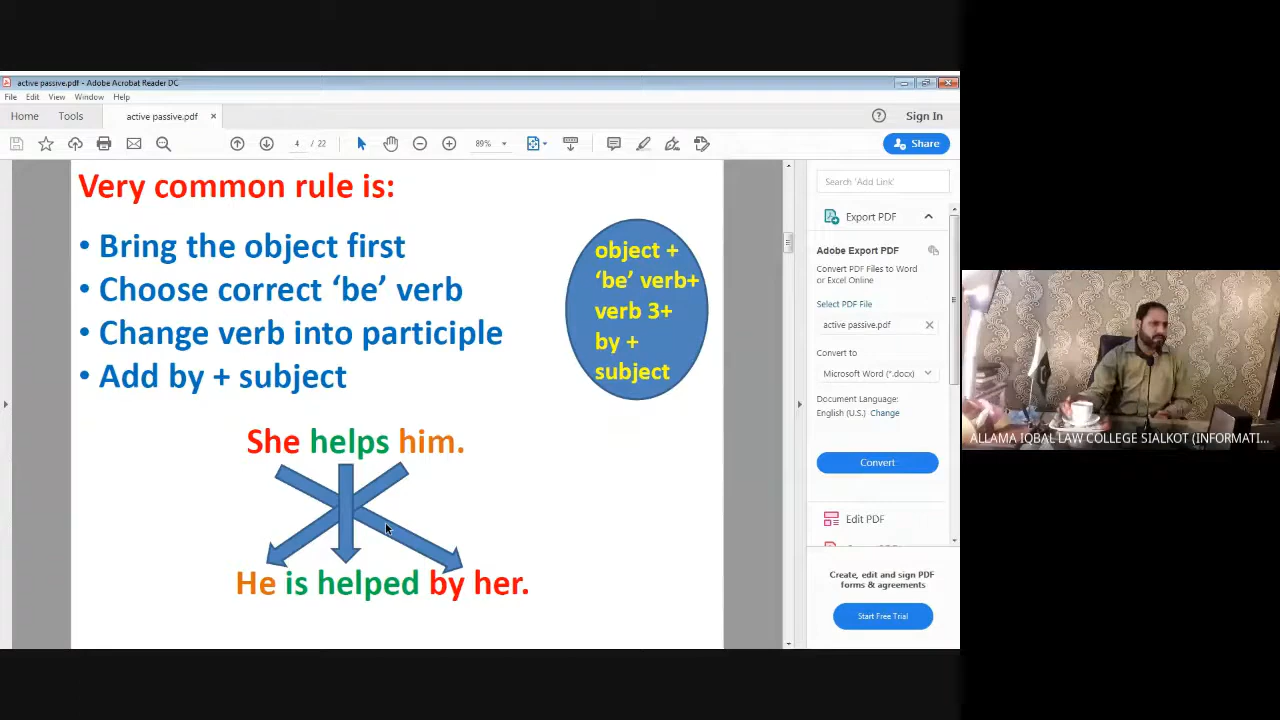 active passive.pdf - Adobe Acrobat Reader DC
File Edit View Window Help
Home Tools active passive.pdf × ? Sign In
4 / 22 89% Share
Very common rule is:
• Bring the object first
• Choose correct ‘be’ verb
• Change verb into participle
• Add by + subject
object +
‘be’ verb+
verb 3+
by +
subject
She helps him.
He is helped by her.
Search 'Add Link'
Export PDF
Adobe Export PDF
Convert PDF Files to Word
or Excel Online
Select PDF File
active passive.pdf ×
Convert to
Microsoft Word (*.docx)
Document Language:
English (U.S.) Change
Convert
Edit PDF
Create, edit and sign PDF
forms & agreements
Start Free Trial
ALLAMA IQBAL LAW COLLEGE SIALKOT (INFORMATI...